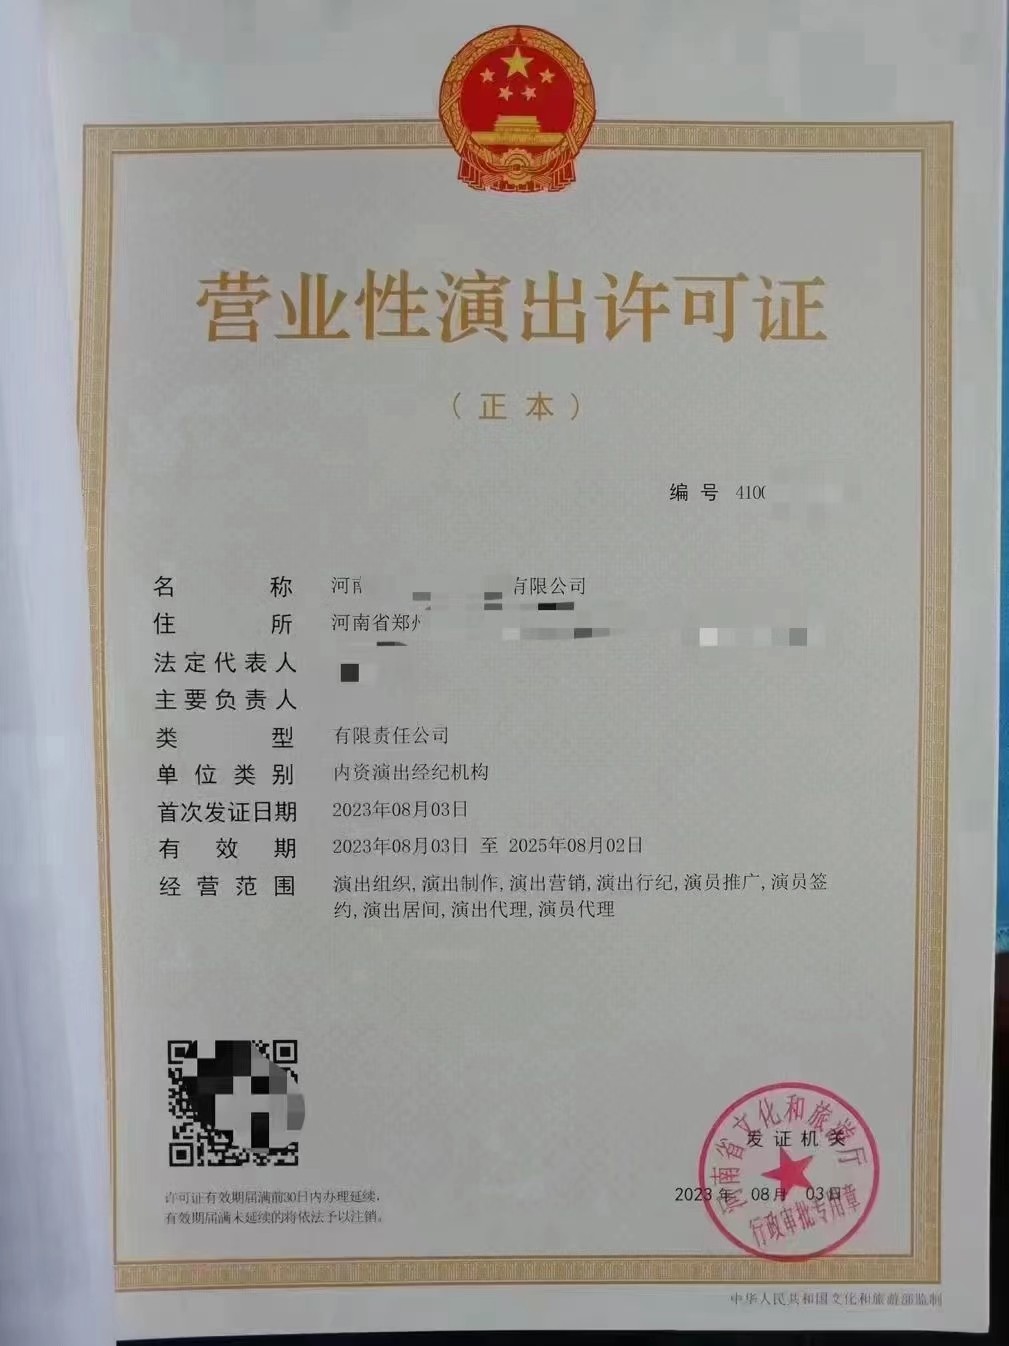 营业性演出许可证
（正本）
编号 4100
名称 河南 有限公司
住所 河南省郑州
法定代表人
主要负责人
类型 有限责任公司
单位类别 内资演出经纪机构
首次发证日期 2023年08月03日
有效期 2023年08月03日 至 2025年08月02日
经营范围 演出组织,演出制作,演出营销,演出行纪,演员推广,演员签
约,演出居间,演出代理,演员代理
河南省文化和旅游厅
发证机关
2023年 08月 03日
行政审批专用章
许可证有效期届满前30日内办理延续,
有效期届满未延续的将依法予以注销。
中华人民共和国文化和旅游部监制